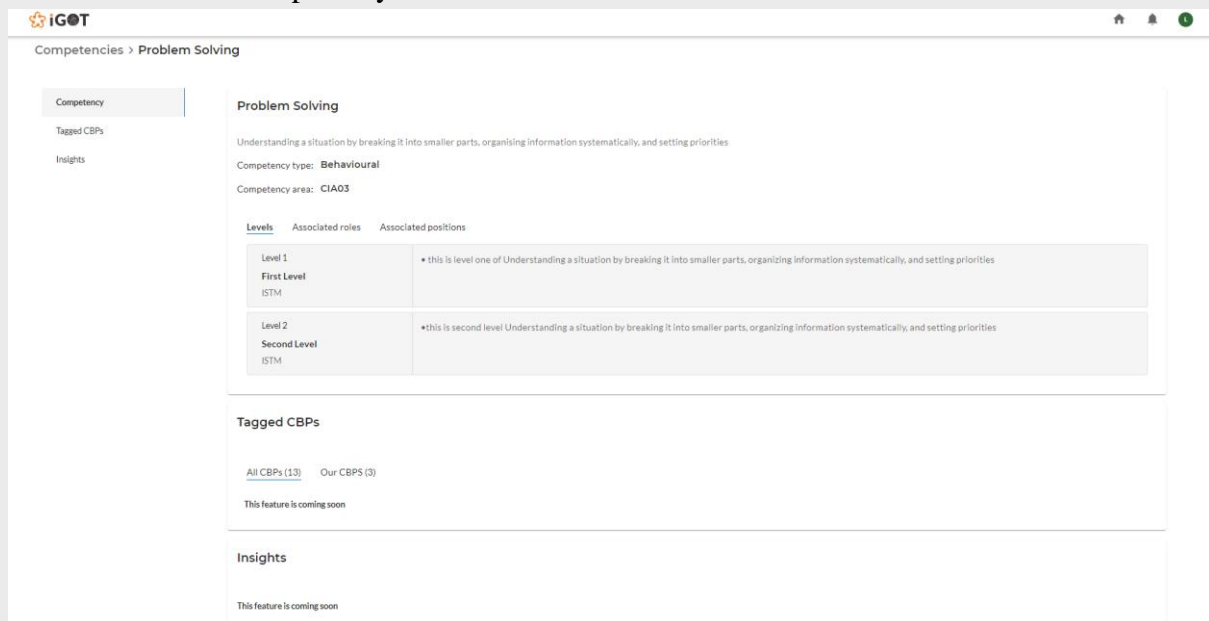 iGOT
L
Competencies > Problem Solving
Competency
Tagged CBPs
Insights
Problem Solving
Understanding a situation by breaking it into smaller parts, organising information systematically, and setting priorities
Competency type: Behavioural
Competency area: CIA03
Levels Associated roles Associated positions
Level 1
First Level
ISTM
• this is level one of Understanding a situation by breaking it into smaller parts, organizing information systematically, and setting priorities
Level 2
Second Level
ISTM
•this is second level Understanding a situation by breaking it into smaller parts, organizing information systematically, and setting priorities
Tagged CBPs
All CBPs (13) Our CBPS (3)
This feature is coming soon
Insights
This feature is coming soon